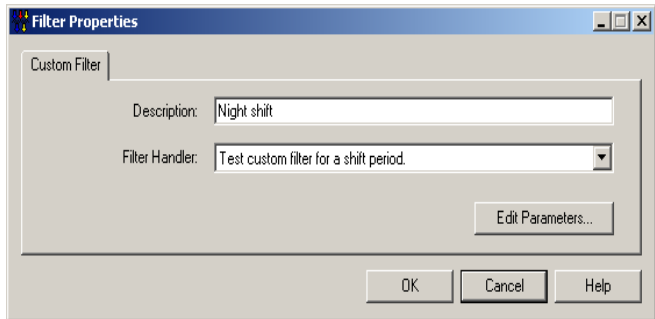 Filter Properties
Custom Filter
Description: Night shift
Filter Handler: Test custom filter for a shift period.
Edit Parameters...
OK Cancel Help